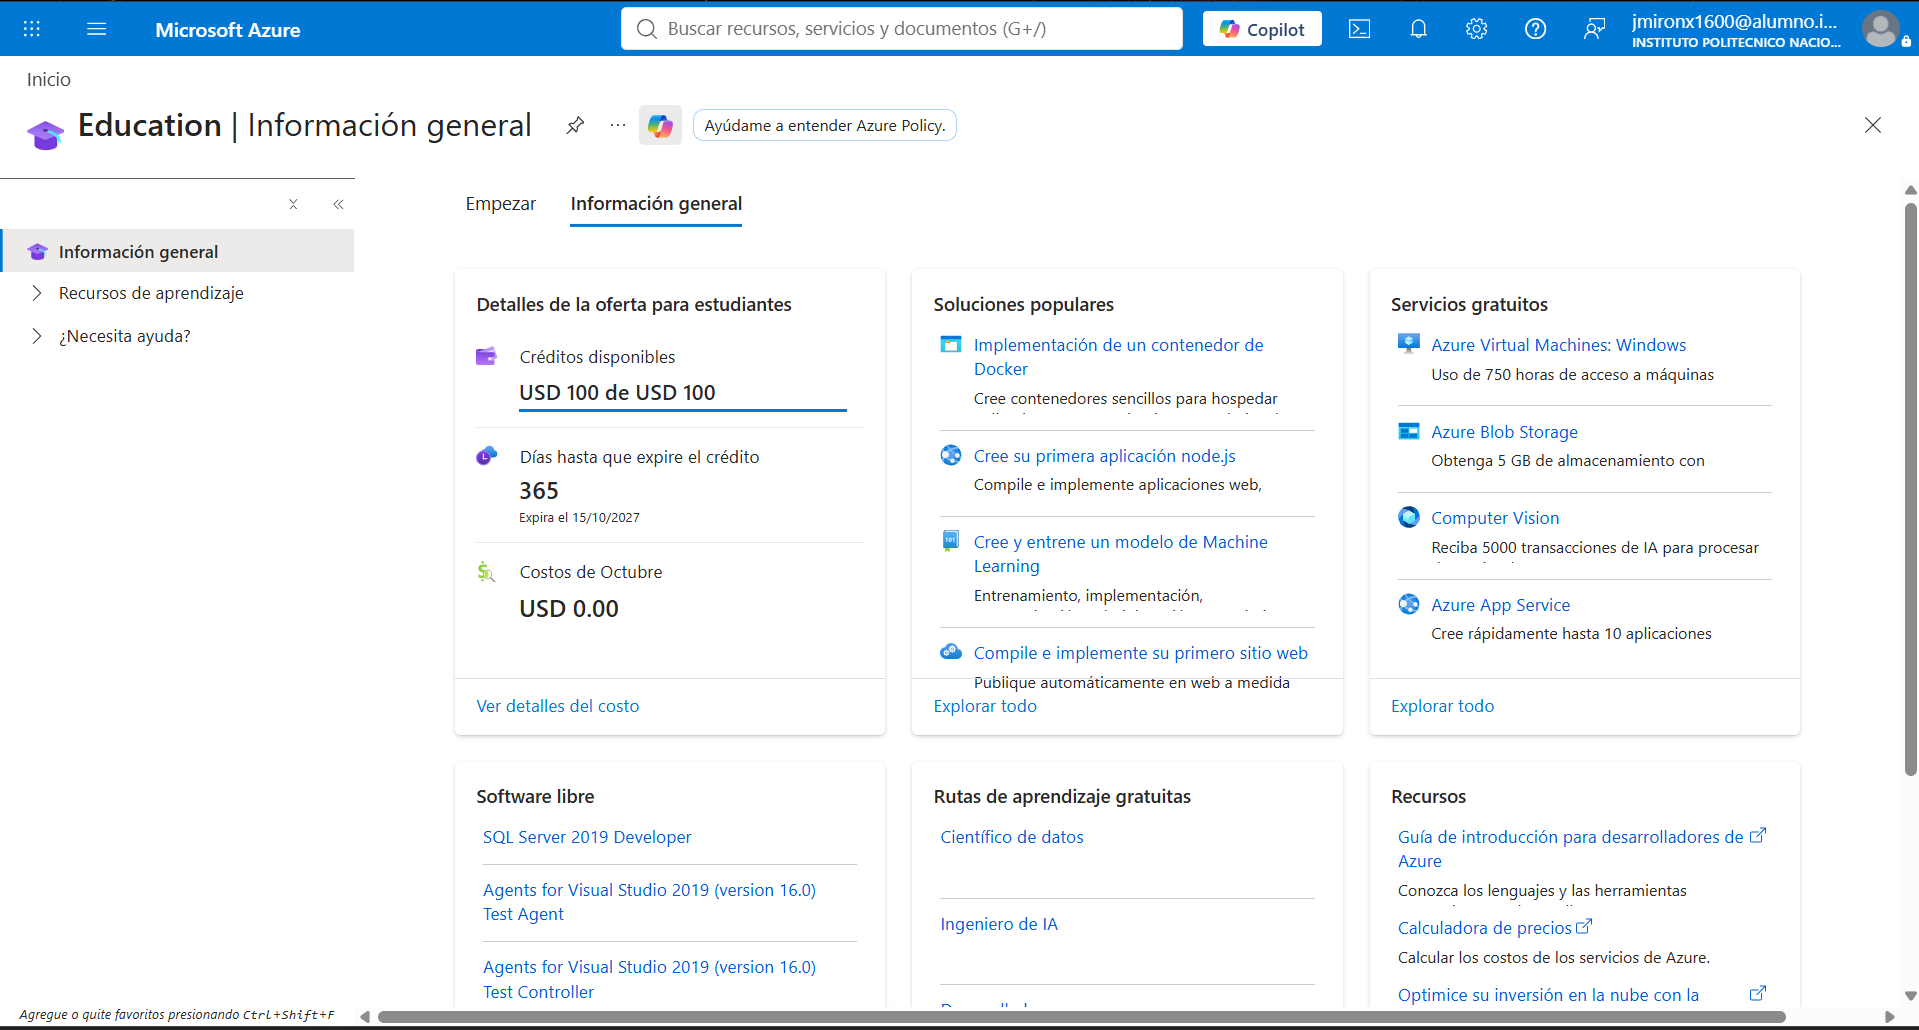 Microsoft Azure
Buscar recursos, servicios y documentos (G+/)
Copilot
jmironx1600@alumno.i...
INSTITUTO POLITECNICO NACIO...
Inicio
Education | Información general
Ayúdame a entender Azure Policy.
Información general
Recursos de aprendizaje
¿Necesita ayuda?
Empezar
Información general
Detalles de la oferta para estudiantes
Créditos disponibles
USD 100 de USD 100
Días hasta que expire el crédito
365
Expira el 15/10/2027
Costos de Octubre
USD 0.00
Ver detalles del costo
Soluciones populares
Implementación de un contenedor de
Docker
Cree contenedores sencillos para hospedar
Cree su primera aplicación node.js
Compile e implemente aplicaciones web,
Cree y entrene un modelo de Machine
Learning
Entrenamiento, implementación,
Compile e implemente su primero sitio web
Publique automáticamente en web a medida
Explorar todo
Servicios gratuitos
Azure Virtual Machines: Windows
Uso de 750 horas de acceso a máquinas
Azure Blob Storage
Obtenga 5 GB de almacenamiento con
Computer Vision
Reciba 5000 transacciones de IA para procesar
Azure App Service
Cree rápidamente hasta 10 aplicaciones
Explorar todo
Software libre
SQL Server 2019 Developer
Agents for Visual Studio 2019 (version 16.0)
Test Agent
Agents for Visual Studio 2019 (version 16.0)
Test Controller
Rutas de aprendizaje gratuitas
Científico de datos
Ingeniero de IA
Recursos
Guía de introducción para desarrolladores de
Azure
Conozca los lenguajes y las herramientas
Calculadora de precios
Calcular los costos de los servicios de Azure.
Optimice su inversión en la nube con la
Agregue o quite favoritos presionando Ctrl+Shift+F